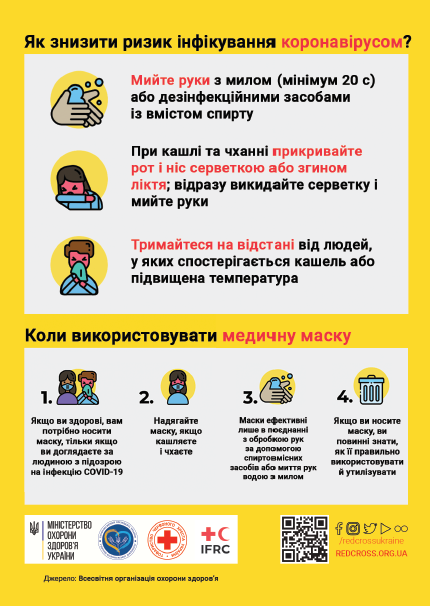 Як знизити ризик інфікування коронавірусом?
Мийте руки з милом (мінімум 20 с)
або дезінфекційними засобами
із вмістом спирту
При кашлі та чханні прикривайте
рот і ніс серветкою або згином
ліктя; відразу викидайте серветку і
мийте руки
Тримайтеся на відстані від людей,
у яких спостерігається кашель або
підвищена температура
Коли використовувати медичну маску
1.
Якщо ви здорові, вам
потрібно носити
маску, тільки якщо
ви доглядаєте за
людиною з підозрою
на інфекцію COVID-19
2.
Надягайте
маску, якщо
кашляєте
і чхаєте
3.
Маски ефективні
лише в поєднанні
з обробкою рук
за допомогою
спиртовмісних
засобів або миття рук
водою з милом
4.
Якщо ви носите
маску, ви
повинні знати,
як її правильно
використовувати
й утилізувати
МІНІСТЕРСТВО
ОХОРОНИ
ЗДОРОВ'Я
УКРАЇНИ
IFRC
/redcrossukraine
REDCROSS.ORG.UA
Джерело: Всесвітня організація охорони здоров'я